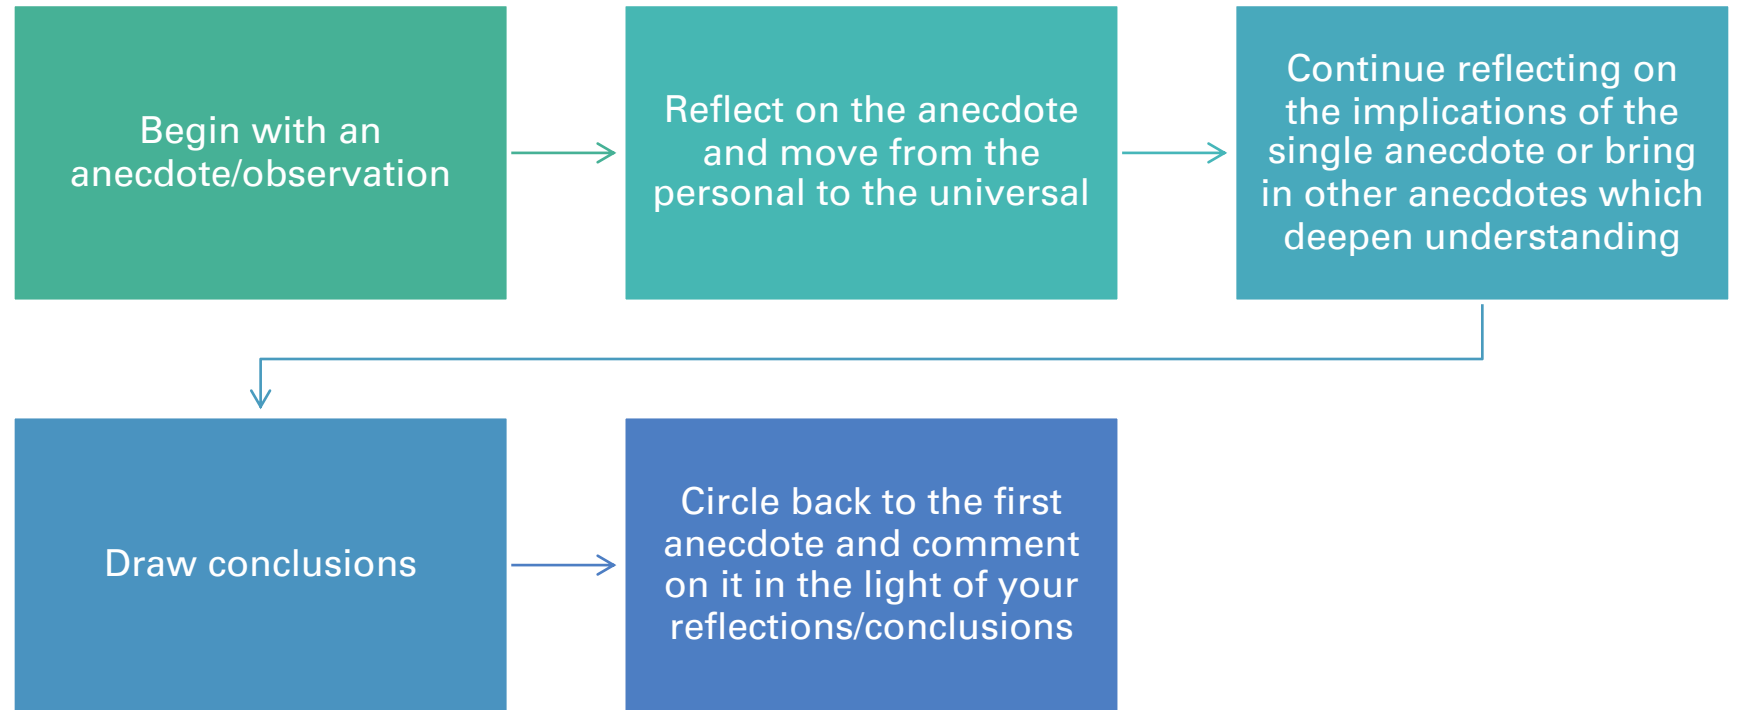 Begin with an
anecdote/observation
Reflect on the anecdote
and move from the
personal to the universal
Continue reflecting on
the implications of the
single anecdote or bring
in other anecdotes which
deepen understanding
Draw conclusions
Circle back to the first
anecdote and comment
on it in the light of your
reflections/conclusions